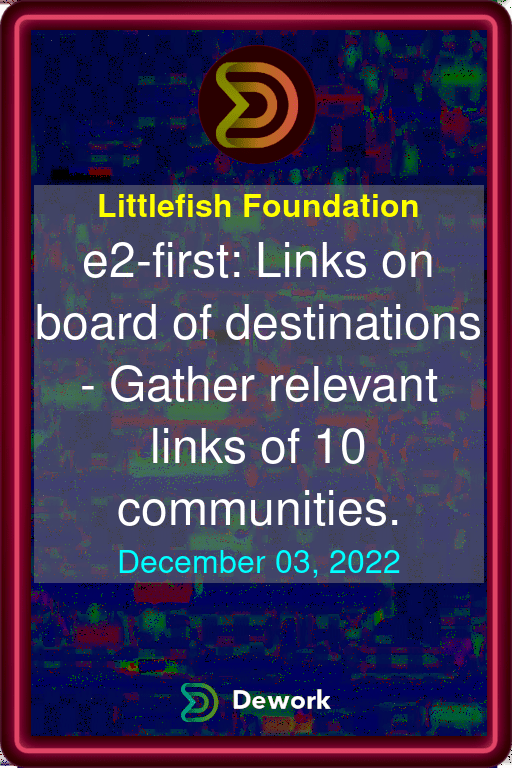 Littlefish Foundation
e2-first: Links on
board of destinations
- Gather relevant
links of 10
communities.
December 03, 2022
Dework